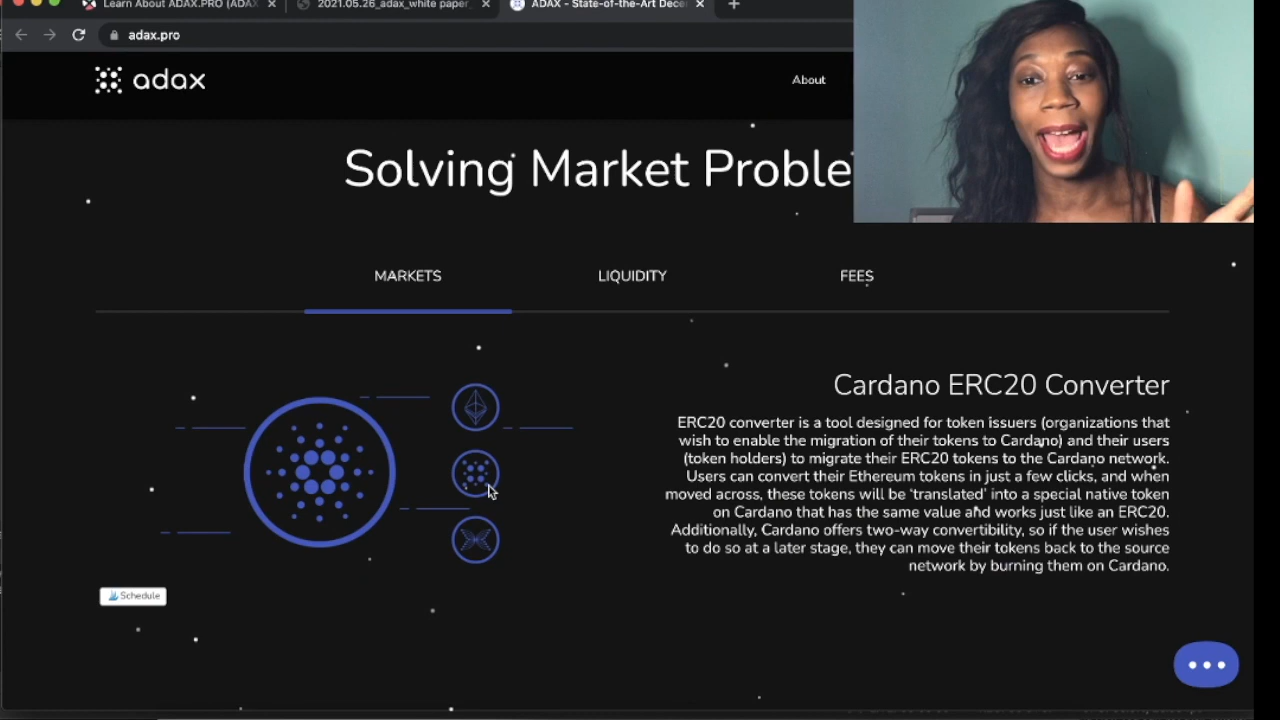 Learn About ADAX.PRO (ADAX)
2021.05.26_adax_white paper
ADAX - State-of-the-Art Dece
adax.pro
adax
About
Solving Market Proble
MARKETS
LIQUIDITY
FEES
Cardano ERC20 Converter
ERC20 converter is a tool designed for token issuers (organizations that
wish to enable the migration of their tokens to Cardano) and their users
(token holders) to migrate their ERC20 tokens to the Cardano network.
Users can convert their Ethereum tokens in just a few clicks, and when
moved across, these tokens will be 'translated' into a special native token
on Cardano that has the same value and works just like an ERC20.
Additionally, Cardano offers two-way convertibility, so if the user wishes
to do so at a later stage, they can move their tokens back to the source
network by burning them on Cardano.
Schedule